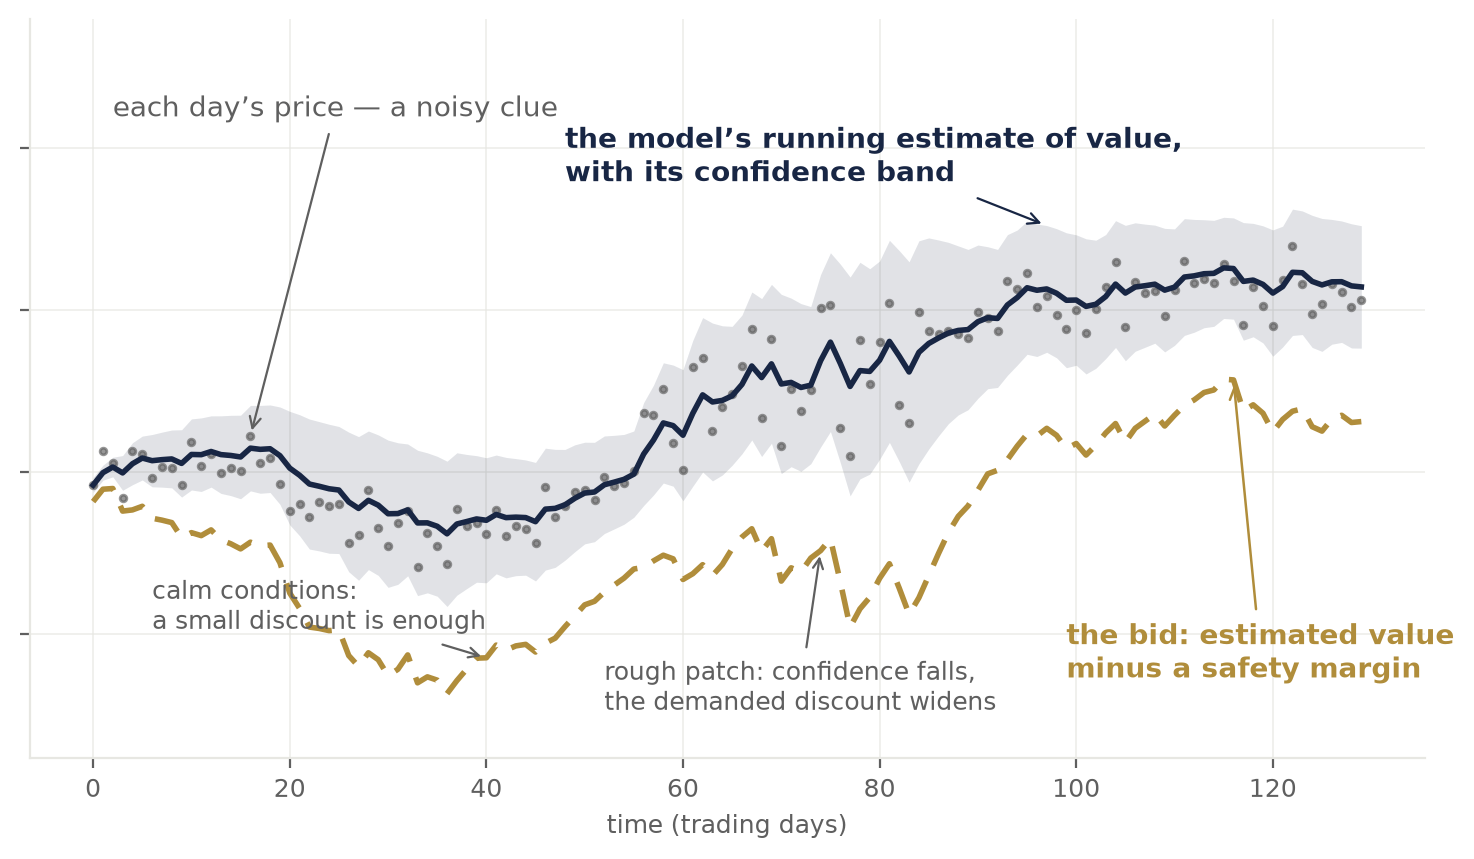 each day’s price — a noisy clue
the model’s running estimate of value,
with its confidence band
calm conditions:
a small discount is enough
rough patch: confidence falls,
the demanded discount widens
the bid: estimated value
minus a safety margin
0 20 40 60 80 100 120
time (trading days)